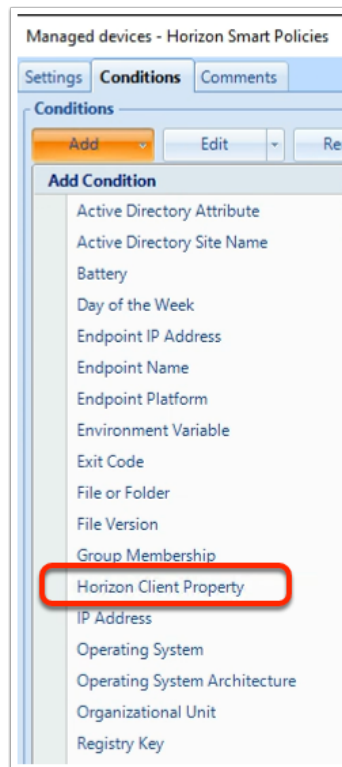 Managed devices - Horizon Smart Policies
Settings Conditions Comments
Conditions
Add Edit
Add Condition
Active Directory Attribute
Active Directory Site Name
Battery
Day of the Week
Endpoint IP Address
Endpoint Name
Endpoint Platform
Environment Variable
Exit Code
File or Folder
File Version
Group Membership
Horizon Client Property
IP Address
Operating System
Operating System Architecture
Organizational Unit
Registry Key